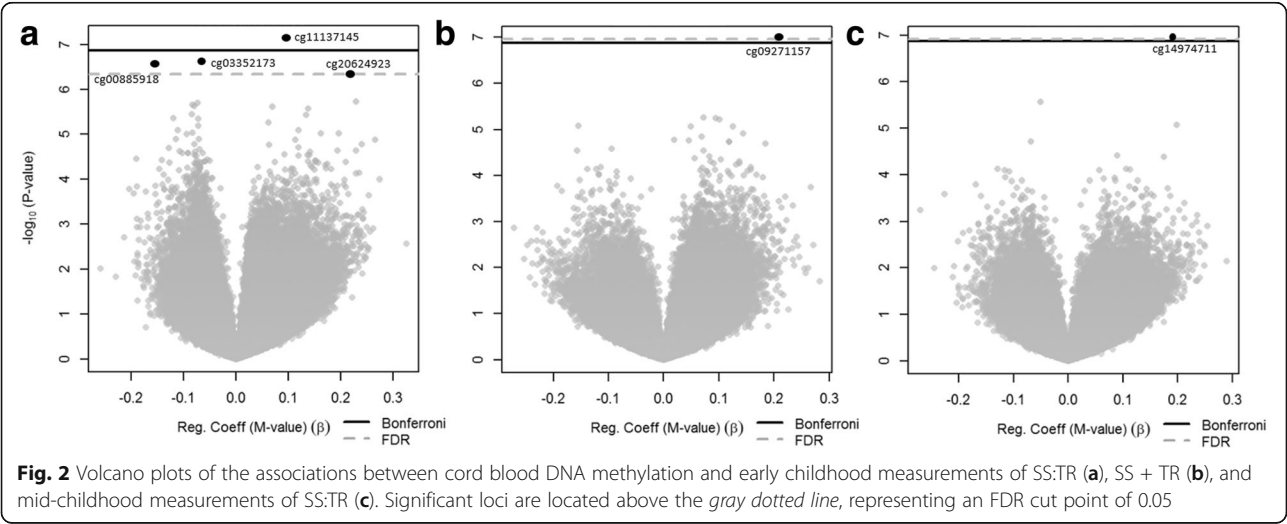 a
-log10 (P-value)
7
6
5
4
3
2
1
0
cg11137145
cg03352173
cg20624923
cg00885918
-0.2 -0.1 0.0 0.1 0.2 0.3
Reg. Coeff (M-value) (β)
Bonferroni
FDR
b
7
6
5
4
3
2
1
0
cg09271157
-0.2 -0.1 0.0 0.1 0.2 0.3
Reg. Coeff (M-value) (β)
Bonferroni
FDR
c
7
6
5
4
3
2
1
0
cg14974711
-0.2 -0.1 0.0 0.1 0.2 0.3
Reg. Coeff (M-value) (β)
Bonferroni
FDR
Fig. 2 Volcano plots of the associations between cord blood DNA methylation and early childhood measurements of SS:TR (a), SS + TR (b), and
mid-childhood measurements of SS:TR (c). Significant loci are located above the gray dotted line, representing an FDR cut point of 0.05